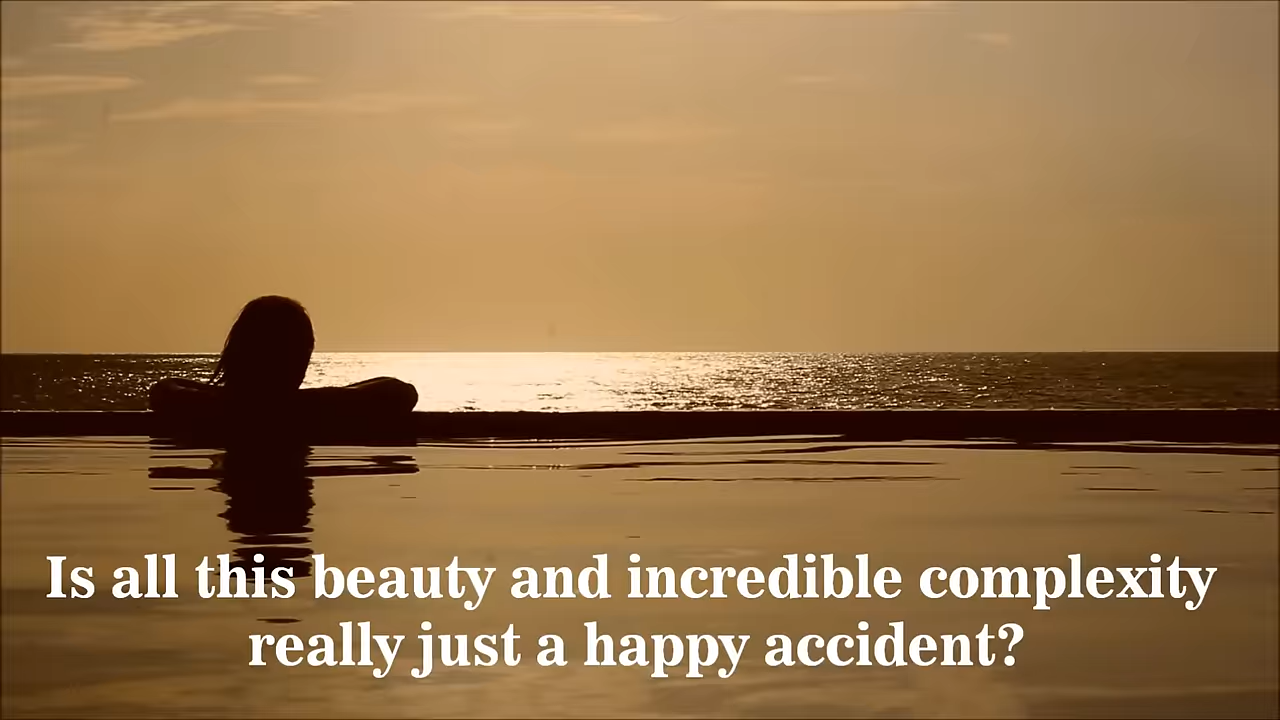 Is all this beauty and incredible complexity
really just a happy accident?